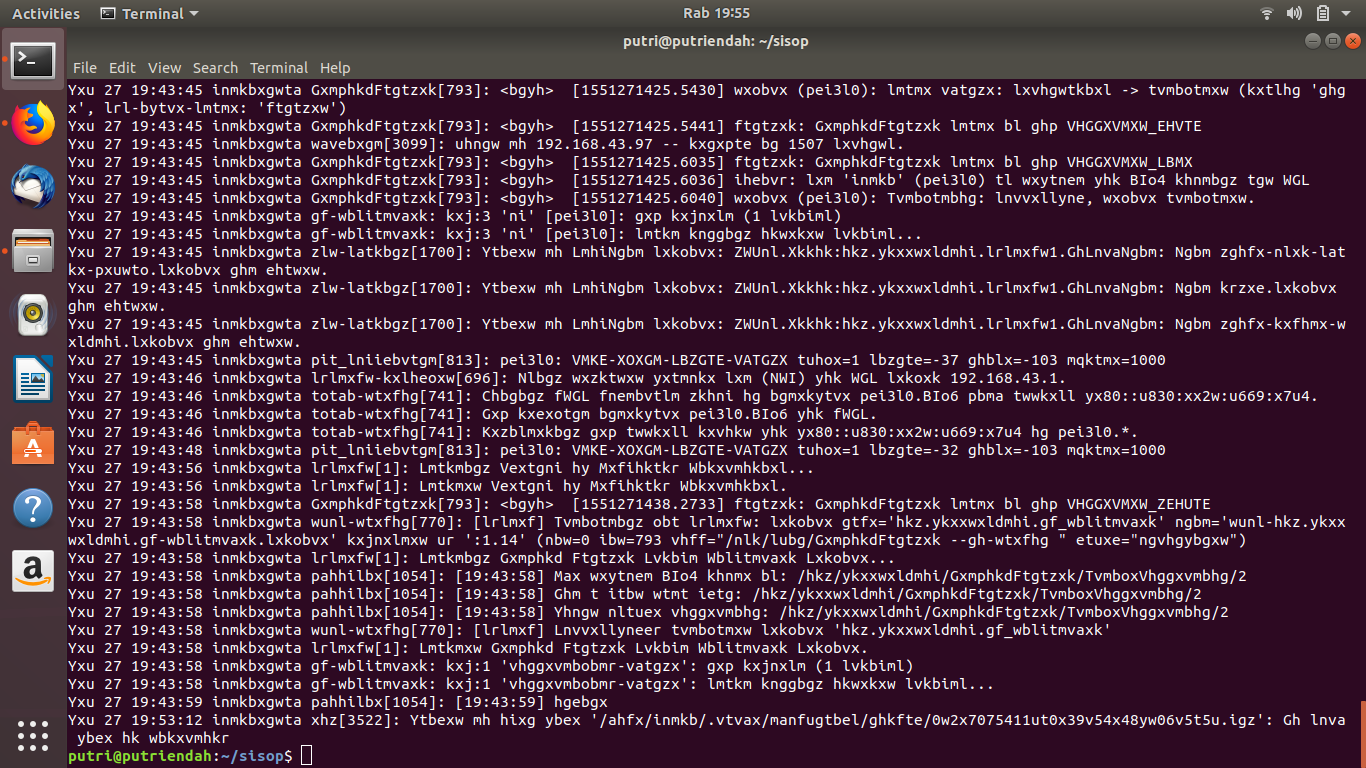 Activities Terminal Rab 19:55
putri@putriendah: ~/sisop
File Edit View Search Terminal Help
Yxu 27 19:43:45 inmkbxgwta GxmphkdFtgtzxk[793]: <bgyh>  [1551271425.5430] wxobvx (pei3l0): lmtmx vatgzx: lxvhgwtkbxl -> tvmbotmxw (kxtlhg 'ghg
x', lrl-bytvx-lmtmx: 'ftgtzxw')
Yxu 27 19:43:45 inmkbxgwta GxmphkdFtgtzxk[793]: <bgyh>  [1551271425.5441] ftgtzxk: GxmphkdFtgtzxk lmtmx bl ghp VHGGXVMXW_EHVTE
Yxu 27 19:43:45 inmkbxgwta wavebxgm[3099]: uhngw mh 192.168.43.97 -- kxgxpte bg 1507 lxvhgwl.
Yxu 27 19:43:45 inmkbxgwta GxmphkdFtgtzxk[793]: <bgyh>  [1551271425.6035] ftgtzxk: GxmphkdFtgtzxk lmtmx bl ghp VHGGXVMXW_LBMX
Yxu 27 19:43:45 inmkbxgwta GxmphkdFtgtzxk[793]: <bgyh>  [1551271425.6036] ihebvr: lxm 'inmkb' (pei3l0) tl wxytnem yhk BIo4 khnmbgz tgw WGL
Yxu 27 19:43:45 inmkbxgwta GxmphkdFtgtzxk[793]: <bgyh>  [1551271425.6040] wxobvx (pei3l0): Tvmbotmbhg: lnvvxllyne, wxobvx tvmbotmxw.
Yxu 27 19:43:45 inmkbxgwta gf-wblitmvaxk: kxj:3 'ni' [pei3l0]: gxp kxjnxlm (1 lvkbiml)
Yxu 27 19:43:45 inmkbxgwta gf-wblitmvaxk: kxj:3 'ni' [pei3l0]: lmtkm knggbgz hkwxkxw lvkbiml...
Yxu 27 19:43:45 inmkbxgwta zlw-latkbgz[1700]: Ytbexw mh LmhiNgbm lxkobvx: ZWUnl.Xkkhk:hkz.ykxxwxldmhi.lrlmxfw1.GhLnvaNgbm: Ngbm zghfx-nlxk-lat
kx-pxuwto.lxkobvx ghm ehtwxw.
Yxu 27 19:43:45 inmkbxgwta zlw-latkbgz[1700]: Ytbexw mh LmhiNgbm lxkobvx: ZWUnl.Xkkhk:hkz.ykxxwxldmhi.lrlmxfw1.GhLnvaNgbm: Ngbm krzxe.lxkobvx
ghm ehtwxw.
Yxu 27 19:43:45 inmkbxgwta zlw-latkbgz[1700]: Ytbexw mh LmhiNgbm lxkobvx: ZWUnl.Xkkhk:hkz.ykxxwxldmhi.lrlmxfw1.GhLnvaNgbm: Ngbm zghfx-kxfhmx-w
xldmhi.lxkobvx ghm ehtwxw.
Yxu 27 19:43:45 inmkbxgwta pit_lniiebvtgm[813]: pei3l0: VMKE-XOXGM-LBZGTE-VATGZX tuhox=1 lbzgte=-37 ghblx=-103 mqktmx=1000
Yxu 27 19:43:46 inmkbxgwta lrlmxfw-kxlheoxw[696]: Nlbgz wxzktwxw yxtmnkx lxm (NWI) yhk WGL lxkoxk 192.168.43.1.
Yxu 27 19:43:46 inmkbxgwta totab-wtxfhg[741]: Chbgbgz fWGL fnembvtlm zkhni hg bgmxkytvx pei3l0.BIo6 pbma twwkxll yx80::u830:xx2w:u669:x7u4.
Yxu 27 19:43:46 inmkbxgwta totab-wtxfhg[741]: Gxp kxexotgm bgmxkytvx pei3l0.BIo6 yhk fWGL.
Yxu 27 19:43:46 inmkbxgwta totab-wtxfhg[741]: Kxzblmxkbgz gxp twwkxll kxvhkw yhk yx80::u830:xx2w:u669:x7u4 hg pei3l0.*.
Yxu 27 19:43:48 inmkbxgwta pit_lniiebvtgm[813]: pei3l0: VMKE-XOXGM-LBZGTE-VATGZX tuhox=1 lbzgte=-32 ghblx=-103 mqktmx=1000
Yxu 27 19:43:56 inmkbxgwta lrlmxfw[1]: Lmtkmbgz Vextgni hy Mxfihktkr Wbkxvmhkbxl...
Yxu 27 19:43:56 inmkbxgwta lrlmxfw[1]: Lmtkmxw Vextgni hy Mxfihktkr Wbkxvmhkbxl.
Yxu 27 19:43:58 inmkbxgwta GxmphkdFtgtzxk[793]: <bgyh>  [1551271438.2733] ftgtzxk: GxmphkdFtgtzxk lmtmx bl ghp VHGGXVMXW_ZEHUTE
Yxu 27 19:43:58 inmkbxgwta wunl-wtxfhg[770]: [lrlmxf] Tvmbotmbgz obt lrlmxfw: lxkobvx gtfx='hkz.ykxxwxldmhi.gf_wblitmvaxk' ngbm='wunl-hkz.ykxx
wxldmhi.gf-wblitmvaxk.lxkobvx' kxjnxlmxw ur ':1.14' (nbw=0 ibw=793 vhff="/nlk/lubg/GxmphkdFtgtzxk --gh-wtxfhg " etuxe="ngvhgybgxw")
Yxu 27 19:43:58 inmkbxgwta lrlmxfw[1]: Lmtkmbgz Gxmphkd Ftgtzxk Lvkbim Wblitmvaxk Lxkobvx...
Yxu 27 19:43:58 inmkbxgwta pahhilbx[1054]: [19:43:58] Max wxytnem BIo4 khnmx bl: /hkz/ykxxwxldmhi/GxmphkdFtgtzxk/TvmboxVhggxvmbhg/2
Yxu 27 19:43:58 inmkbxgwta pahhilbx[1054]: [19:43:58] Ghm t itbw wtmt ietg: /hkz/ykxxwxldmhi/GxmphkdFtgtzxk/TvmboxVhggxvmbhg/2
Yxu 27 19:43:58 inmkbxgwta pahhilbx[1054]: [19:43:58] Yhngw nltuex vhggxvmbhg: /hkz/ykxxwxldmhi/GxmphkdFtgtzxk/TvmboxVhggxvmbhg/2
Yxu 27 19:43:58 inmkbxgwta wunl-wtxfhg[770]: [lrlmxf] Lnvvxllyneer tvmbotmxw lxkobvx 'hkz.ykxxwxldmhi.gf_wblitmvaxk'
Yxu 27 19:43:58 inmkbxgwta lrlmxfw[1]: Lmtkmxw Gxmphkd Ftgtzxk Lvkbim Wblitmvaxk Lxkobvx.
Yxu 27 19:43:58 inmkbxgwta gf-wblitmvaxk: kxj:1 'vhggxvmbobmr-vatgzx': gxp kxjnxlm (1 lvkbiml)
Yxu 27 19:43:58 inmkbxgwta gf-wblitmvaxk: kxj:1 'vhggxvmbobmr-vatgzx': lmtkm knggbgz hkwxkxw lvkbiml...
Yxu 27 19:43:59 inmkbxgwta pahhilbx[1054]: [19:43:59] hgebgx
Yxu 27 19:53:12 inmkbxgwta xhz[3522]: Ytbexw mh hixg ybex '/ahfx/inmkb/.vtvax/manfugtbel/ghkfte/0w2x7075411ut0x39v54x48yw06v5t5u.igz': Gh lnva
ybex hk wbkxvmhkr
putri@putriendah:~/sisop$